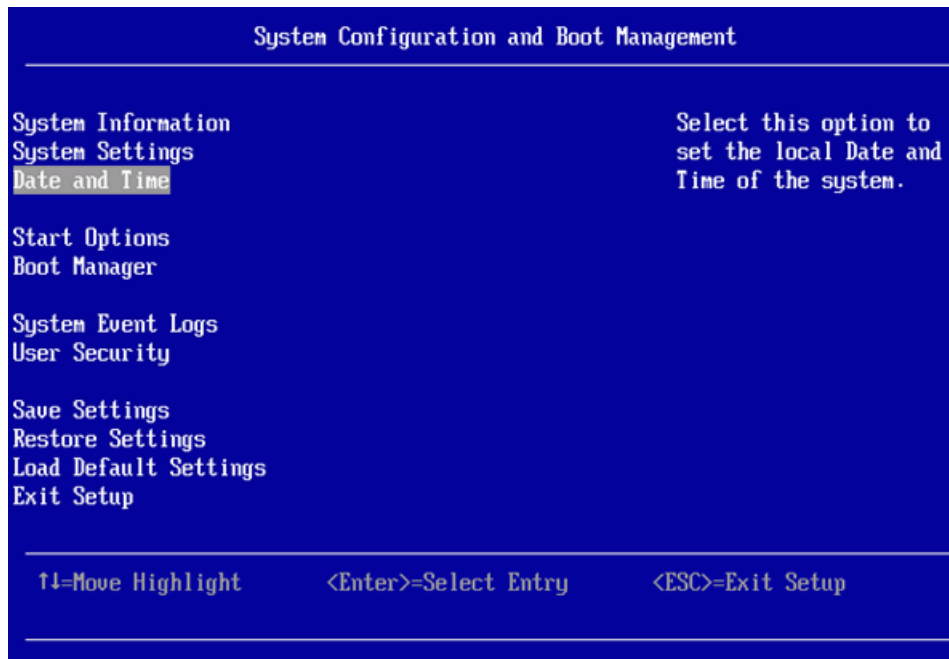 System Configuration and Boot Management
System Information
System Settings
Date and Time
Start Options
Boot Manager
System Event Logs
User Security
Save Settings
Restore Settings
Load Default Settings
Exit Setup
Select this option to
set the local Date and
Time of the system.
↑↓=Move Highlight <Enter>=Select Entry <ESC>=Exit Setup